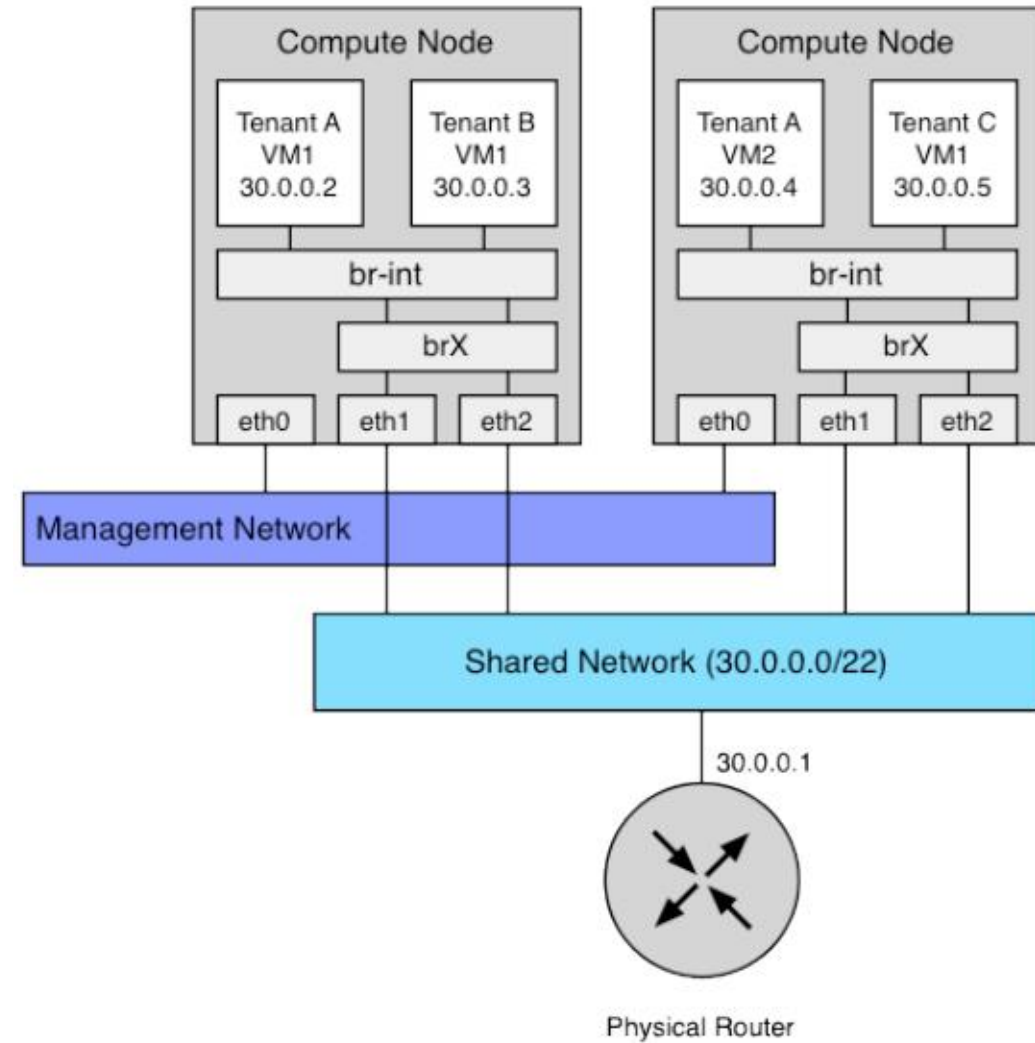 Compute Node
Tenant A
VM1
30.0.0.2
Tenant B
VM1
30.0.0.3
br-int
brX
eth0
eth1
eth2
Compute Node
Tenant A
VM2
30.0.0.4
Tenant C
VM1
30.0.0.5
br-int
brX
eth0
eth1
eth2
Management Network
Shared Network (30.0.0.0/22)
30.0.0.1
Physical Router